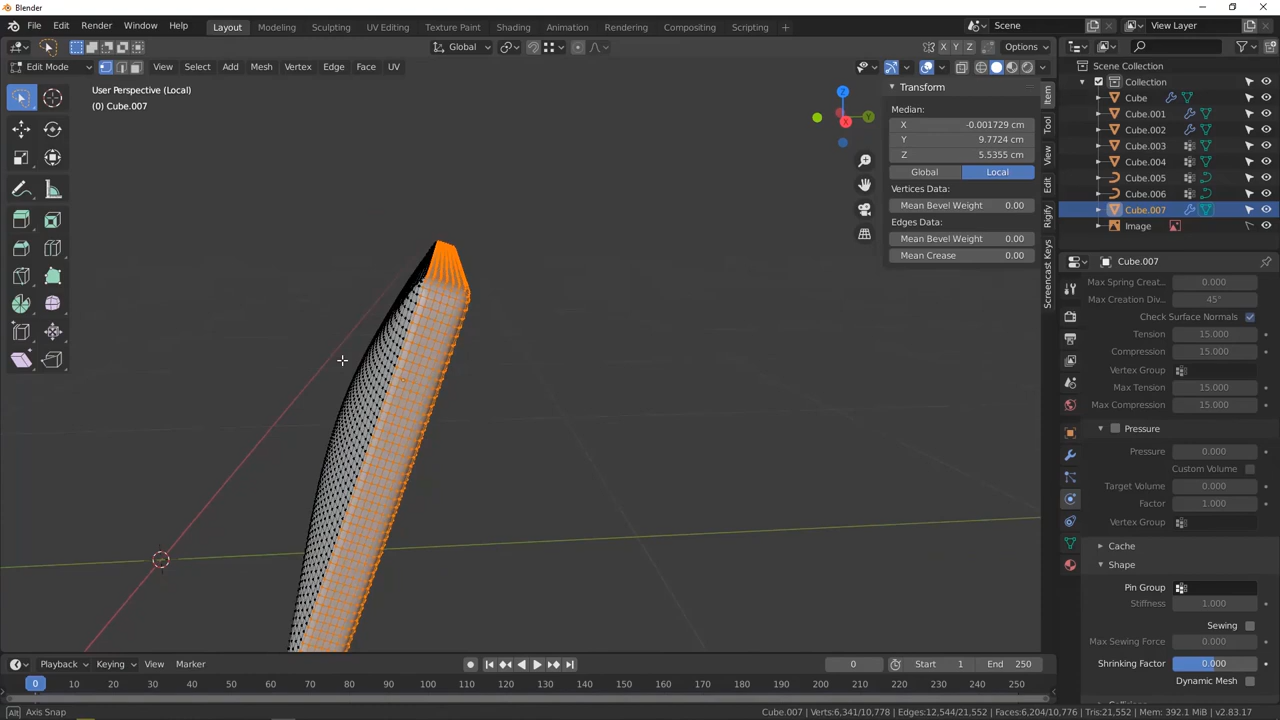 Blender
File Edit Render Window Help Layout Modeling Sculpting UV Editing Texture Paint Shading Animation Rendering Compositing Scripting + Scene View Layer
Global Options
Edit Mode View Select Add Mesh Vertex Edge Face UV X Y Z
User Perspective (Local)
(0) Cube.007
Z
Y
X
Transform
Median:
X -0.001729 cm
Y 9.7724 cm
Z 5.5355 cm
Global Local
Vertices Data:
Mean Bevel Weight 0.00
Edges Data:
Mean Bevel Weight 0.00
Mean Crease 0.00
Item
Tool
View
Edit
Rigify
Screencast Keys
Scene Collection
Collection
Cube
Cube.001
Cube.002
Cube.003
Cube.004
Cube.005
Cube.006
Cube.007
Image
Cube.007
Max Spring Creat... 0.000
Max Creation Div... 45°
Check Surface Normals
Tension 15.000
Compression 15.000
Vertex Group
Max Tension 15.000
Max Compression 15.000
Pressure
Pressure 0.000
Custom Volume
Target Volume 0.000
Factor 1.000
Vertex Group
Cache
Shape
Pin Group
Stiffness 1.000
Sewing
Max Sewing Force 0.000
Shrinking Factor 0.000
Dynamic Mesh
Playback Keying View Marker 0 Start 1 End 250
0 10 20 30 40 50 60 70 80 90 100 110 120 130 140 150 160 170 180 190 200 210 220 230 240 250
Alt Axis Snap Cube.007 | Verts:6,341/10,778 | Edges:12,544/21,552 | Faces:6,204/10,776 | Tris:21,552 | Mem: 392.1 MiB | v2.83.17